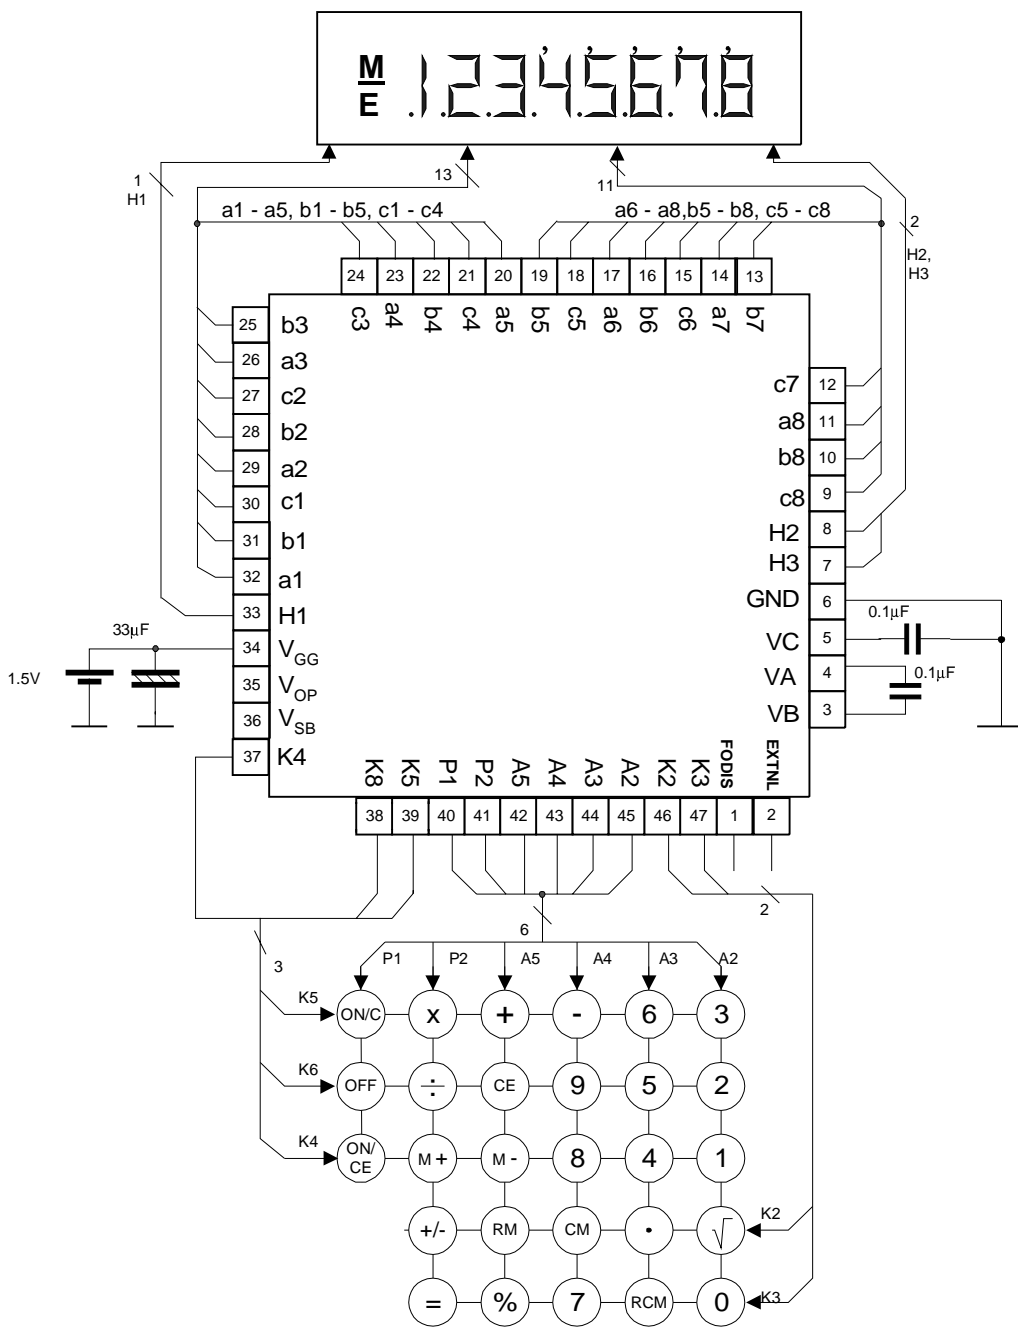 M
E
.1.2.3.'4.'5.'6.'7.'8
1
H1
13
11
2
H2,
H3
a1 - a5, b1 - b5, c1 - c4
a6 - a8,b5 - b8, c5 - c8
24 23 22 21 20 19 18 17 16 15 14 13
c3 a4 b4 c4 a5 b5 c5 a6 b6 c6 a7 b7
25 b3
26 a3
27 c2
28 b2
29 a2
30 c1
31 b1
32 a1
33 H1
34 VGG
35 VOP
36 VSB
37 K4
c7 12
a8 11
b8 10
c8 9
H2 8
H3 7
GND 6
VC 5
VA 4
VB 3
33μF
1.5V
0.1μF
0.1μF
K8 K5 P1 P2 A5 A4 A3 A2 K2 K3 FODIS EXTNL
38 39 40 41 42 43 44 45 46 47 1 2
2
6
3
P1 P2 A5 A4 A3 A2
K5 ON/C x + - 6 3
K6 OFF ÷ CE 9 5 2
K4 ON/
CE M + M - 8 4 1
+/- RM CM . √ K2
= % 7 RCM 0 K3